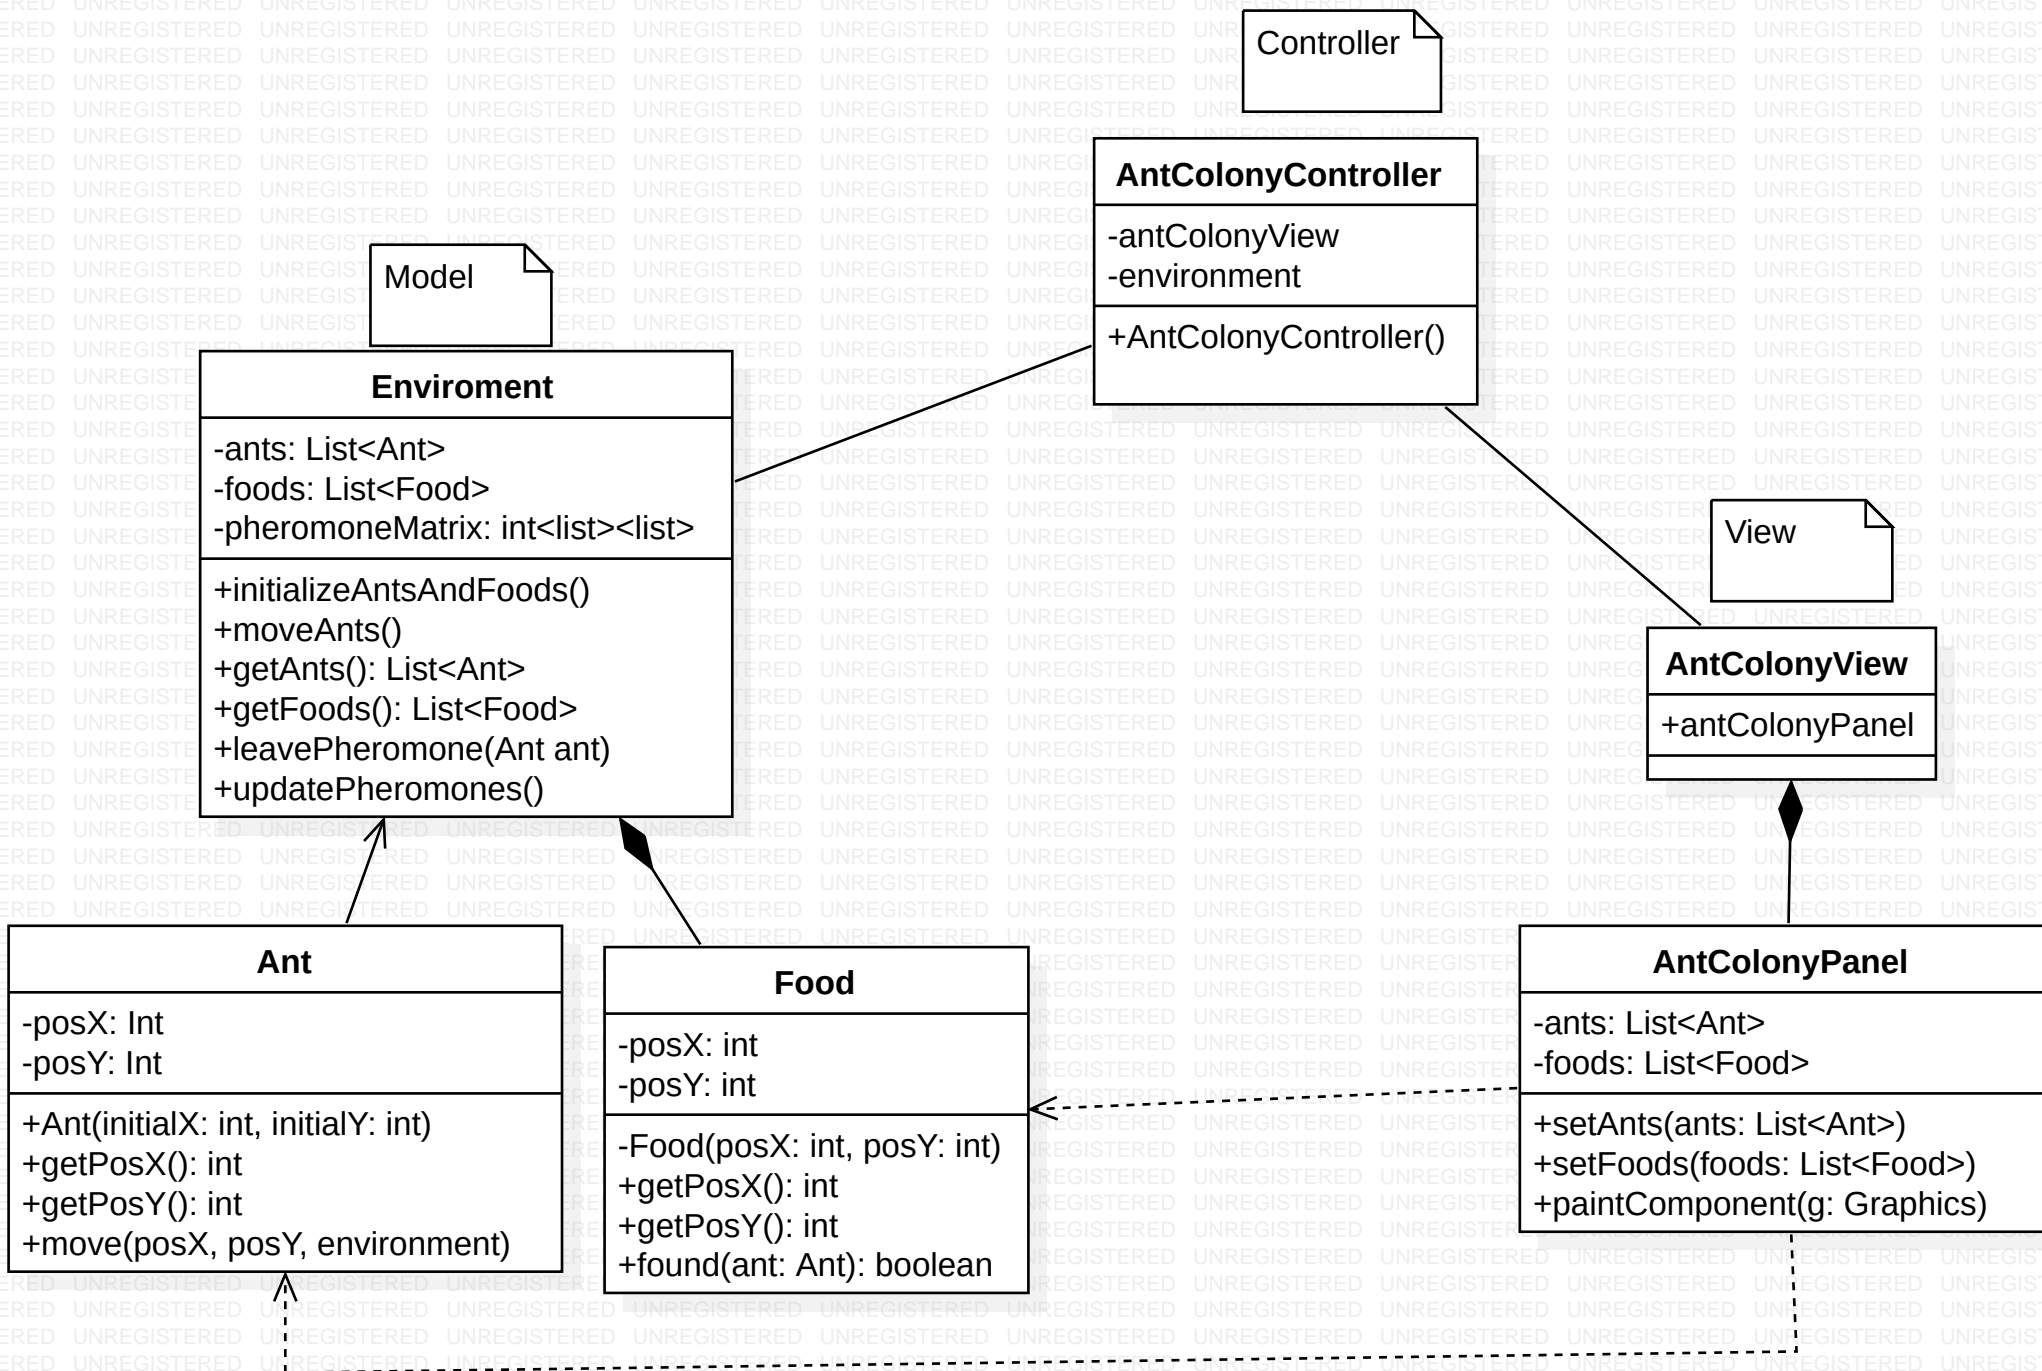 Controller
AntColonyController
-antColonyView
-environment
+AntColonyController()
Model
Enviroment
-ants: List<Ant>
-foods: List<Food>
-pheromoneMatrix: int<list><list>
+initializeAntsAndFoods()
+moveAnts()
+getAnts(): List<Ant>
+getFoods(): List<Food>
+leavePheromone(Ant ant)
+updatePheromones()
View
AntColonyView
+antColonyPanel
Ant
-posX: Int
-posY: Int
+Ant(initialX: int, initialY: int)
+getPosX(): int
+getPosY(): int
+move(posX, posY, environment)
Food
-posX: int
-posY: int
-Food(posX: int, posY: int)
+getPosX(): int
+getPosY(): int
+found(ant: Ant): boolean
AntColonyPanel
-ants: List<Ant>
-foods: List<Food>
+setAnts(ants: List<Ant>)
+setFoods(foods: List<Food>)
+paintComponent(g: Graphics)
UNREGISTERED